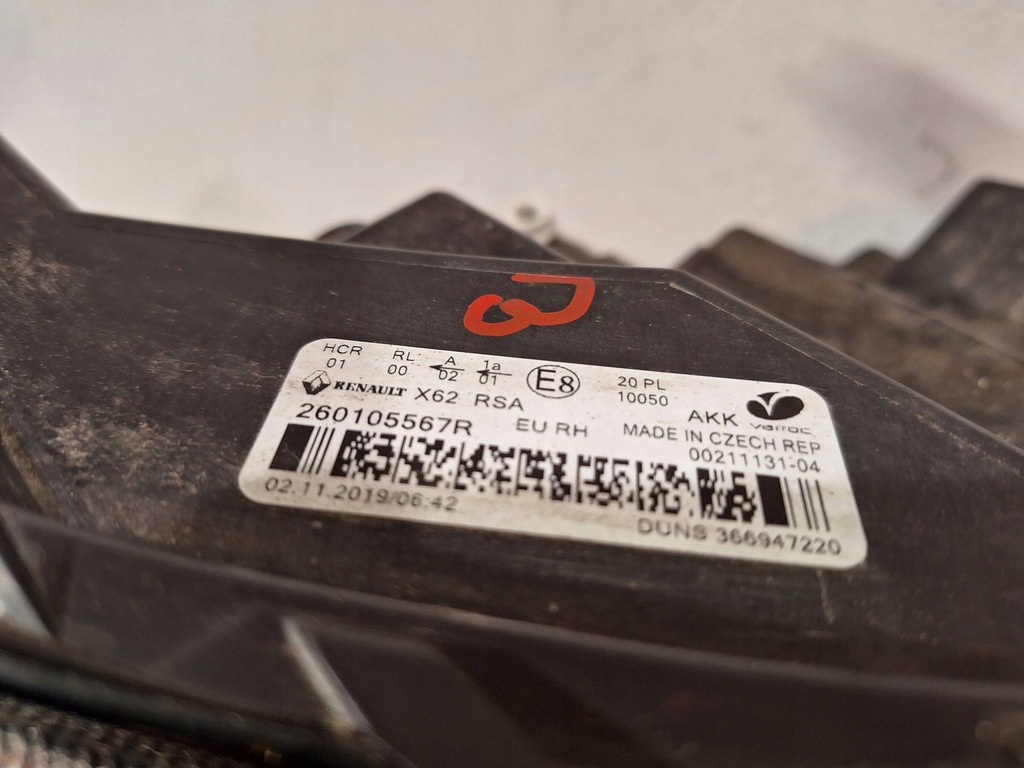 HCR RL A 1a
01 00 02 01
E8
20 PL
10050
RENAULT X62 RSA
AKK varroc
260105567R EU RH MADE IN CZECH REP
00211131-04
02.11.2019/06:42
DUNS 366947220